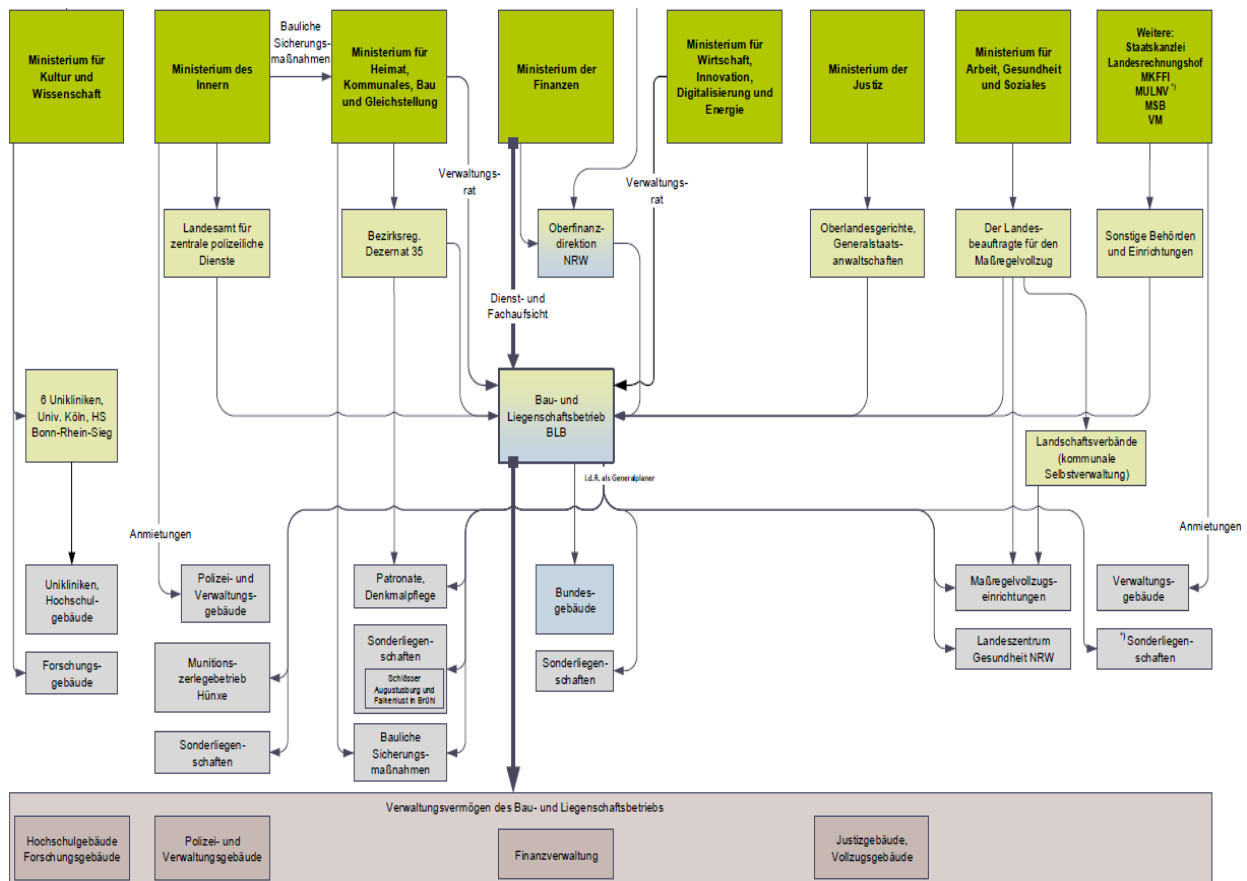 Ministerium für
Kultur und
Wissenschaft
Ministerium des
Innern
Bauliche
Sicherungs-
maßnahmen
Ministerium für
Heimat,
Kommunales, Bau
und Gleichstellung
Ministerium der
Finanzen
Ministerium für
Wirtschaft,
Innovation,
Digitalisierung und
Energie
Ministerium der
Justiz
Ministerium für
Arbeit, Gesundheit
und Soziales
Weitere:
Staatskanzlei
Landesrechnungshof
MKFFI
MULNV *)
MSB
VM
Verwaltungs-
rat
Verwaltungs-
rat
Landesamt für
zentrale polizeiliche
Dienste
Bezirksreg.
Dezernat 35
Oberfinanz-
direktion
NRW
Oberlandesgerichte,
Generalstaats-
anwaltschaften
Der Landes-
beauftragte für den
Maßregelvollzug
Sonstige Behörden
und Einrichtungen
Dienst- und
Fachaufsicht
6 Unikliniken,
Univ. Köln, HS
Bonn-Rhein-Sieg
Bau- und
Liegenschaftsbetrieb
BLB
Landschaftsverbände
(kommunale
Selbstverwaltung)
i.d.R. als Generalplaner
Anmietungen
Anmietungen
Unikliniken,
Hochschul-
gebäude
Polizei- und
Verwaltungs-
gebäude
Patronate,
Denkmalpflege
Bundes-
gebäude
Maßregelvollzugs-
einrichtungen
Verwaltungs-
gebäude
Forschungs-
gebäude
Munitions-
zerlegebetrieb
Hünxe
Sonderliegen-
schaften
Schlösser
Augustusburg und
Falkenlust in Brühl
Sonderliegen-
schaften
Landeszentrum
Gesundheit NRW
*) Sonderliegen-
schaften
Sonderliegen-
schaften
Bauliche
Sicherungs-
maßnahmen
Verwaltungsvermögen des Bau- und Liegenschaftsbetriebs
Hochschulgebäude
Forschungsgebäude
Polizei- und
Verwaltungsgebäude
Finanzverwaltung
Justizgebäude,
Vollzugsgebäude